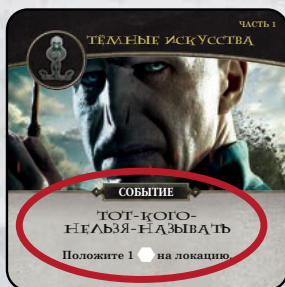 ЧАСТЬ 1
ТЁМНЫЕ ИСКУССТВА
СОБЫТИЕ
ТОТ-КОГО-
НЕЛЬЗЯ-НАЗЫВАТЬ
Положите 1 на локацию.